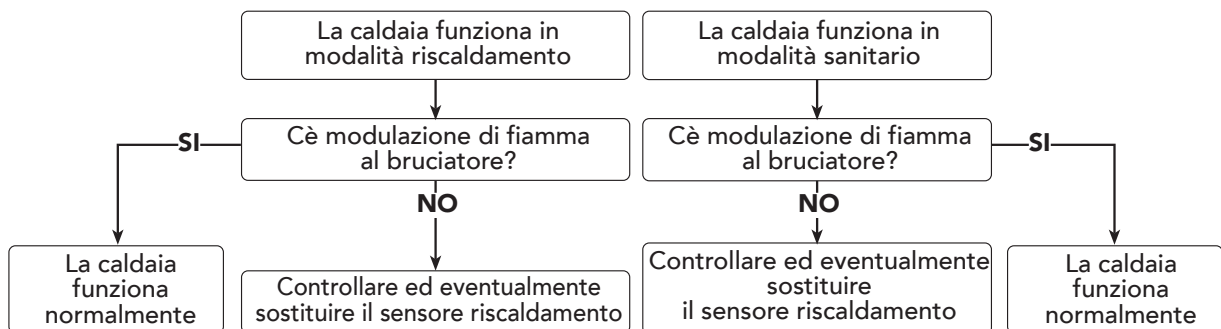 La caldaia funziona in
modalità riscaldamento
La caldaia funziona in
modalità sanitario
SI
Cè modulazione di fiamma
al bruciatore?
Cè modulazione di fiamma
al bruciatore?
SI
NO
NO
La caldaia
funziona
normalmente
Controllare ed eventualmente
sostituire il sensore riscaldamento
Controllare ed eventualmente
sostituire
il sensore riscaldamento
La caldaia
funziona
normalmente